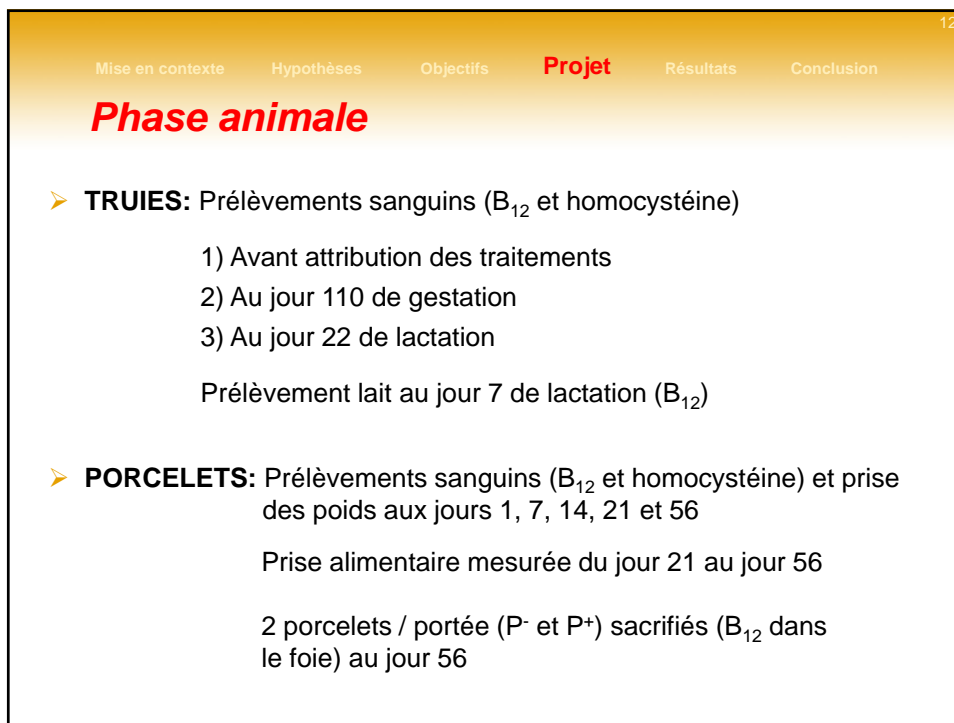 12
Mise en contexte Hypothèses Objectifs Projet Résultats Conclusion
Phase animale
➢ TRUIES: Prélèvements sanguins (B₁₂ et homocystéine)
1) Avant attribution des traitements
2) Au jour 110 de gestation
3) Au jour 22 de lactation
Prélèvement lait au jour 7 de lactation (B₁₂)
➢ PORCELETS: Prélèvements sanguins (B₁₂ et homocystéine) et prise
des poids aux jours 1, 7, 14, 21 et 56
Prise alimentaire mesurée du jour 21 au jour 56
2 porcelets / portée (P⁻ et P⁺) sacrifiés (B₁₂ dans
le foie) au jour 56